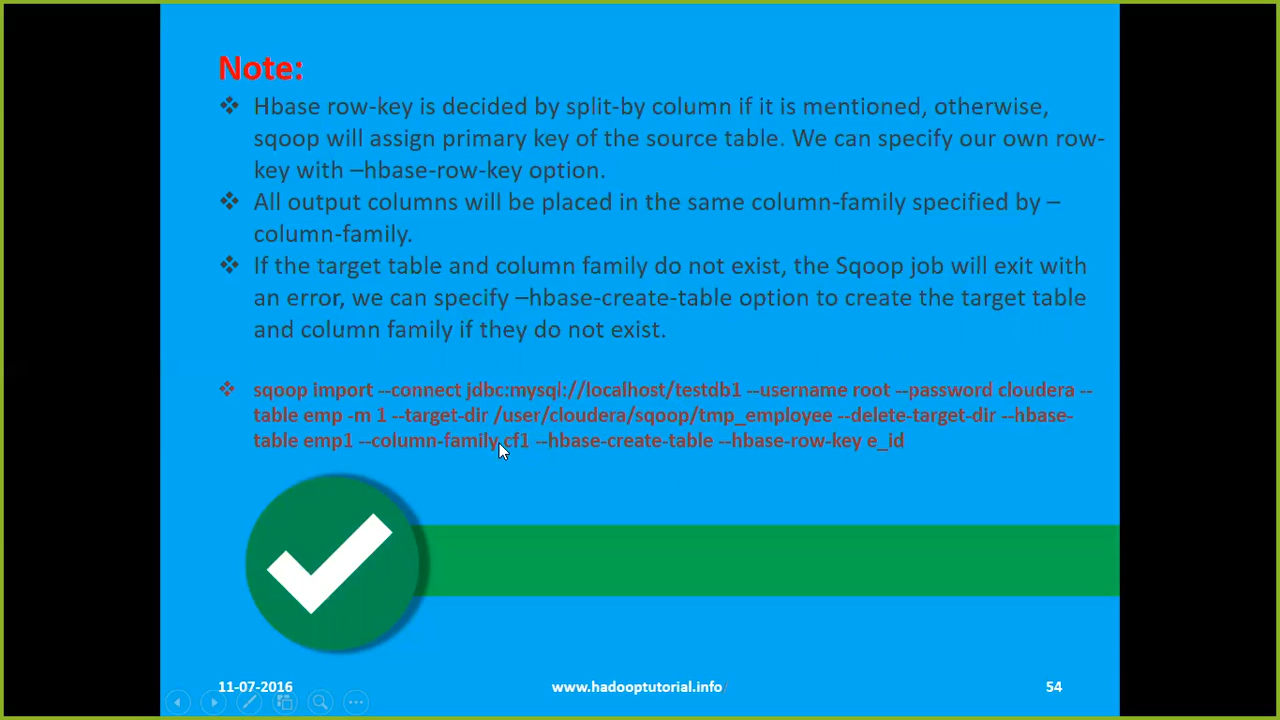 Note:
❖ Hbase row-key is decided by split-by column if it is mentioned, otherwise,
sqoop will assign primary key of the source table. We can specify our own row-
key with –hbase-row-key option.
❖ All output columns will be placed in the same column-family specified by –
column-family.
❖ If the target table and column family do not exist, the Sqoop job will exit with
an error, we can specify –hbase-create-table option to create the target table
and column family if they do not exist.
❖ sqoop import --connect jdbc:mysql://localhost/testdb1 --username root --password cloudera --
table emp -m 1 --target-dir /user/cloudera/sqoop/tmp_employee --delete-target-dir --hbase-
table emp1 --column-family cf1 --hbase-create-table --hbase-row-key e_id
11-07-2016 www.hadooptutorial.info 54